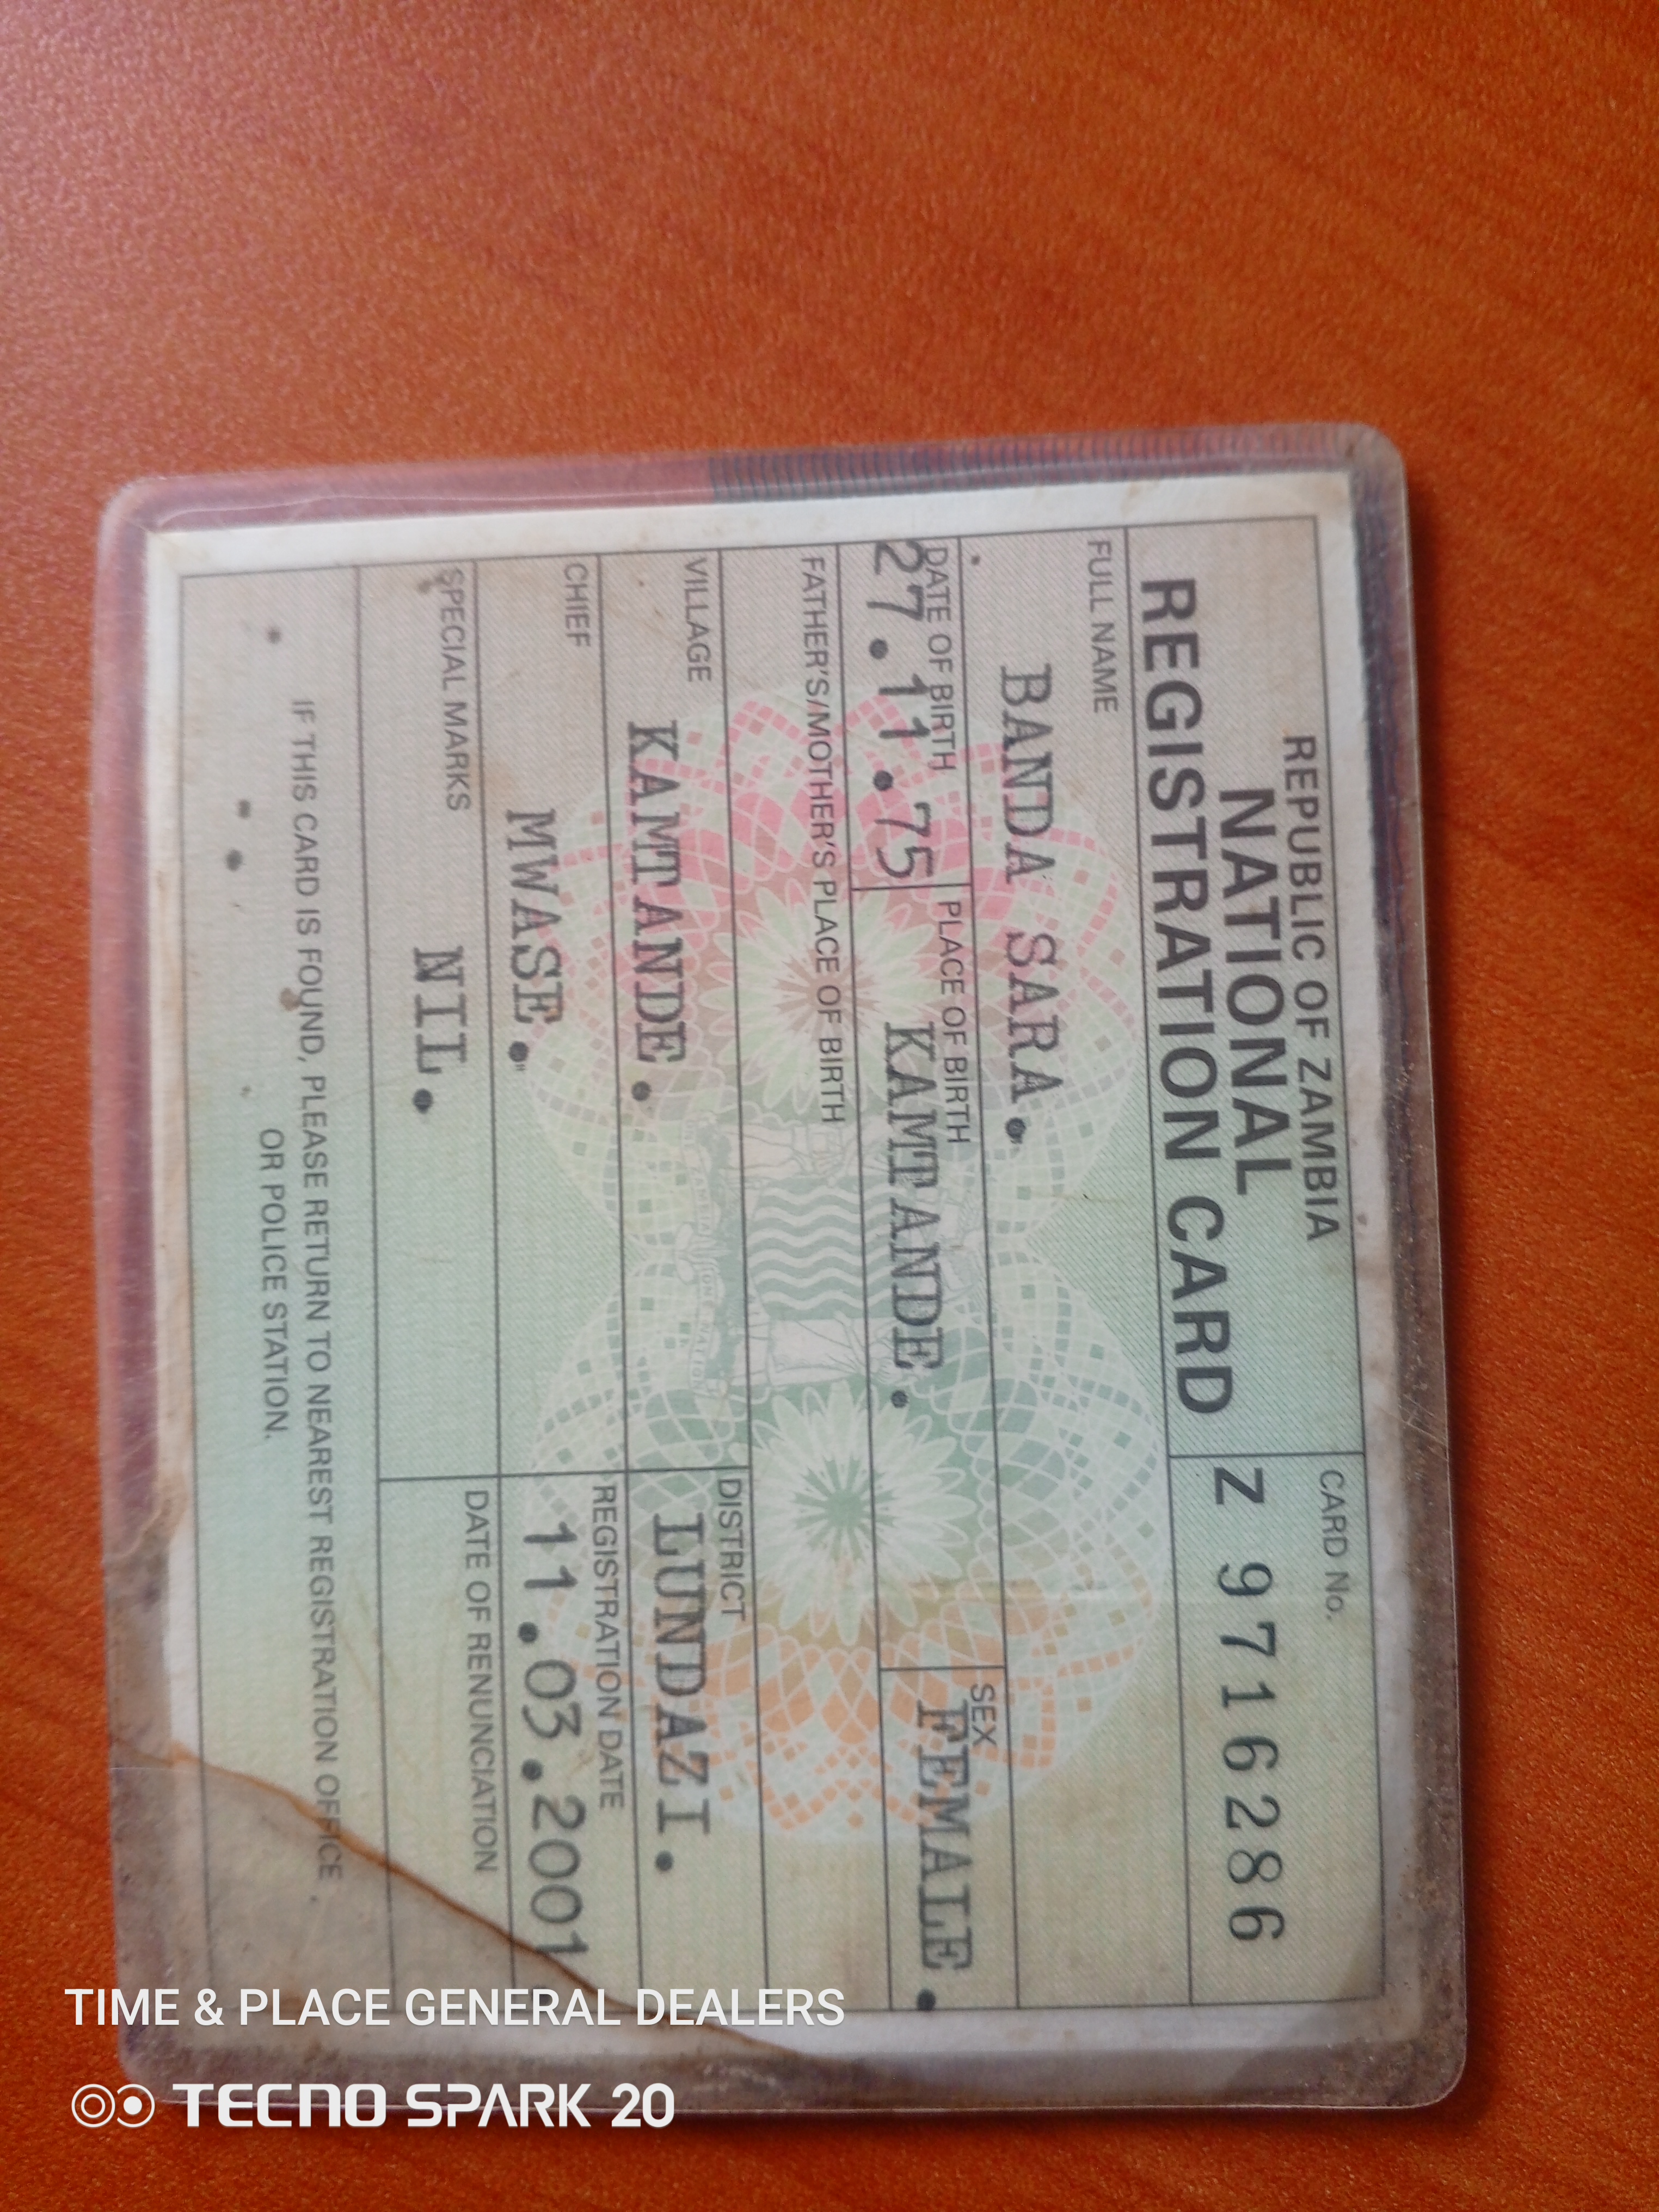 REPUBLIC OF ZAMBIA
NATIONAL
REGISTRATION CARD
CARD No.
Z 9716286
FULL NAME
BANDA SARA.
DATE OF BIRTH
27.11.75
PLACE OF BIRTH
KAMTANDE.
SEX
FEMALE.
FATHER'S/MOTHER'S PLACE OF BIRTH
VILLAGE
KAMTANDE.
DISTRICT
LUNDAZI.
CHIEF
MWASE.
REGISTRATION DATE
11.03.2001
SPECIAL MARKS
NIL.
DATE OF RENUNCIATION
IF THIS CARD IS FOUND, PLEASE RETURN TO NEAREST REGISTRATION OFFICE
OR POLICE STATION.
TIME & PLACE GENERAL DEALERS
TECNO SPARK 20